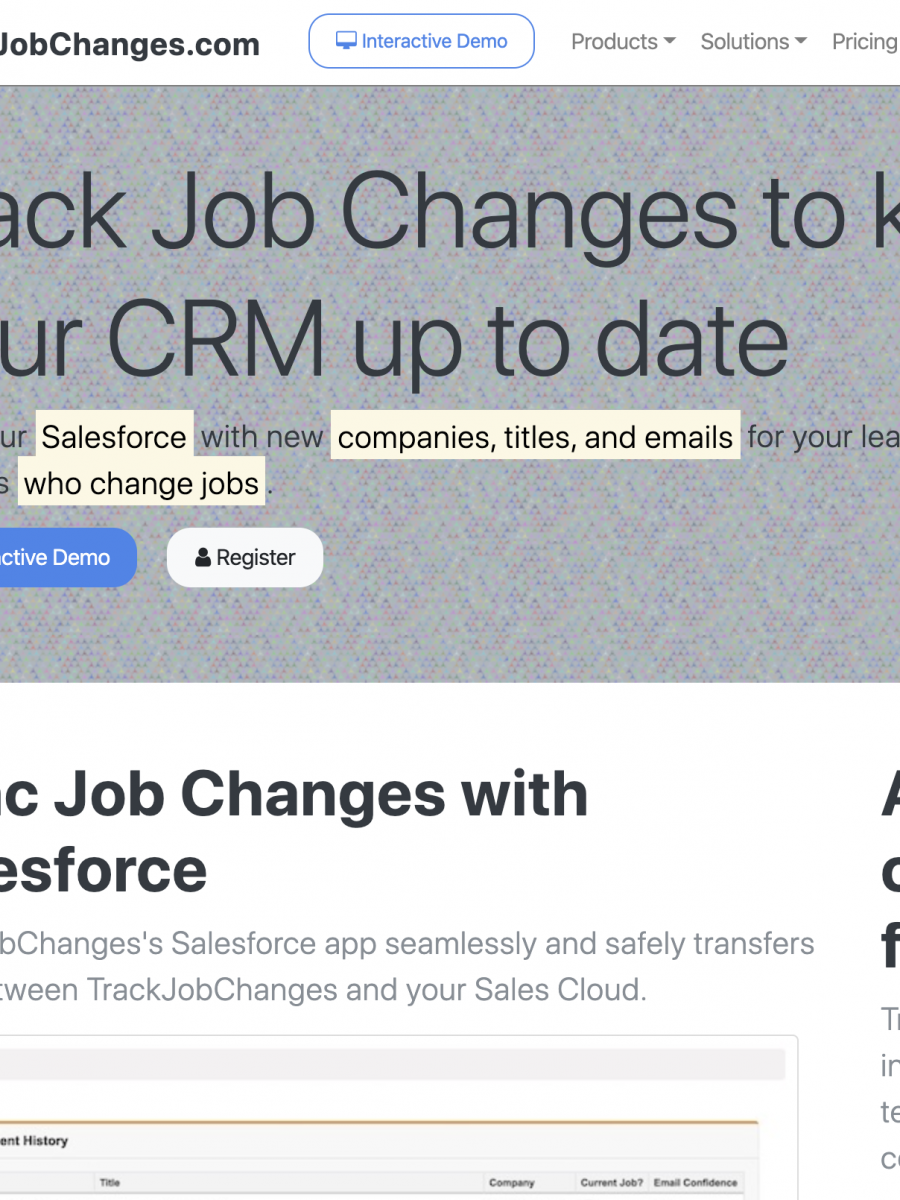 JobChanges.com
Interactive Demo
Products
Solutions
Pricing
ack Job Changes to k
ur CRM up to date
ur Salesforce with new companies, titles, and emails for your lea
s who change jobs.
active Demo
Register
c Job Changes with
esforce
bChanges's Salesforce app seamlessly and safely transfers
tween TrackJobChanges and your Sales Cloud.
ent History
Title
Company
Current Job?
Email Confidence
A
f
Tr
in
te